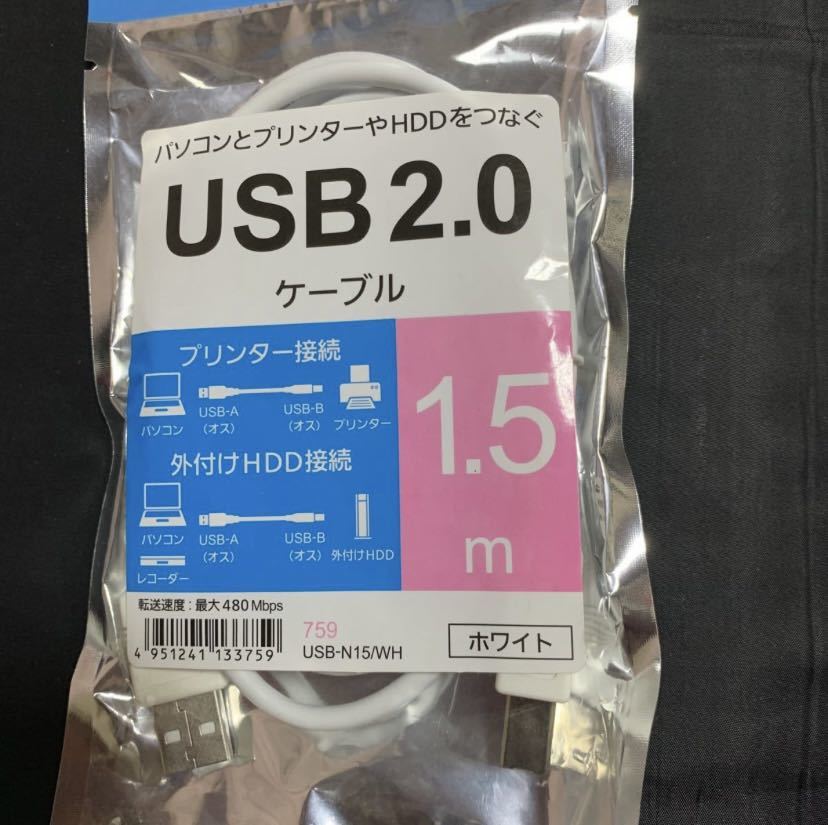 パソコンとプリンターやHDDをつなぐ
USB2.0
ケーブル
プリンター接続
USB-A
(オス)
USB-B
(オス)
パソコン
プリンター
1.5
m
外付けHDD接続
パソコン
USB-A
(オス)
USB-B
(オス)
外付けHDD
レコーダー
転送速度:最大480Mbps
4 951241 133759
759
USB-N15/WH
ホワイト